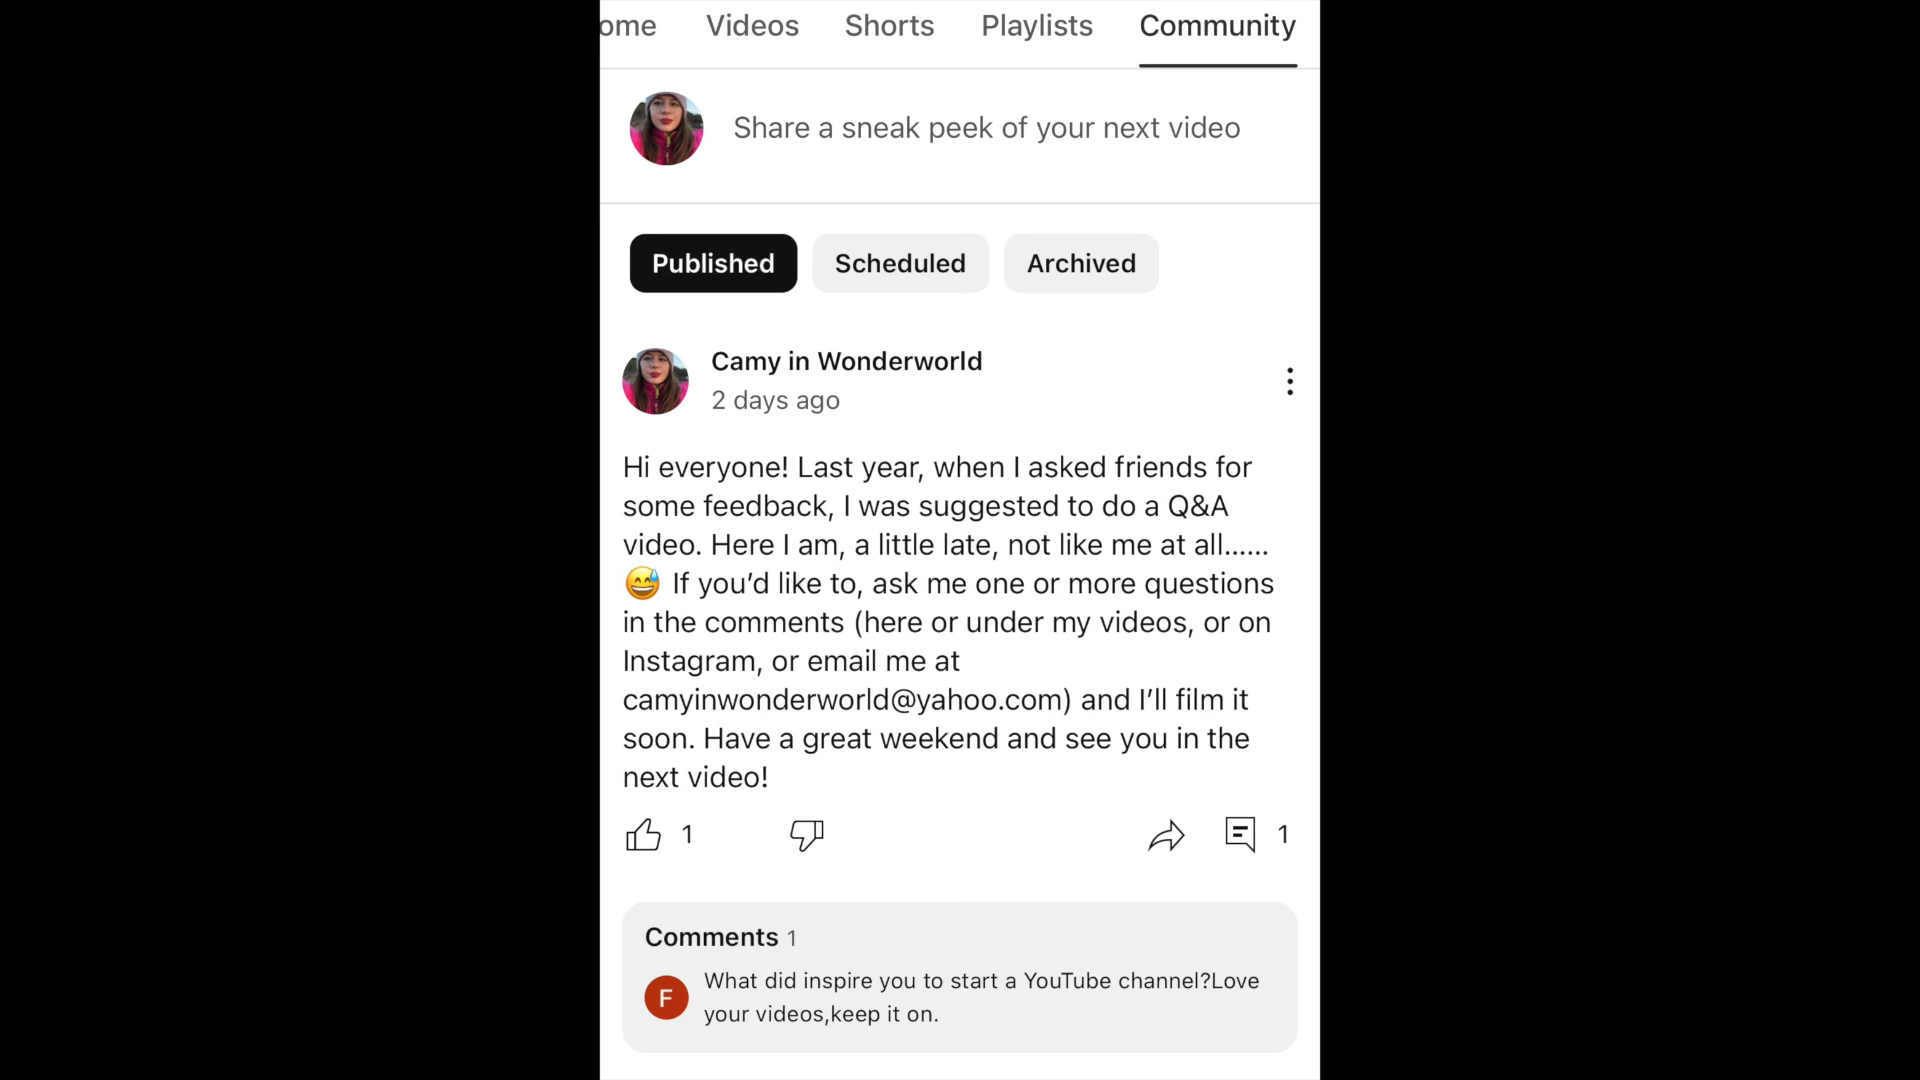 ome Videos Shorts Playlists Community
Share a sneak peek of your next video
Published Scheduled Archived
Camy in Wonderworld
2 days ago
Hi everyone! Last year, when I asked friends for
some feedback, I was suggested to do a Q&A
video. Here I am, a little late, not like me at all......
😅 If you’d like to, ask me one or more questions
in the comments (here or under my videos, or on
Instagram, or email me at
camyinwonderworld@yahoo.com) and I’ll film it
soon. Have a great weekend and see you in the
next video!
1 1
Comments 1
F
What did inspire you to start a YouTube channel?Love
your videos,keep it on.